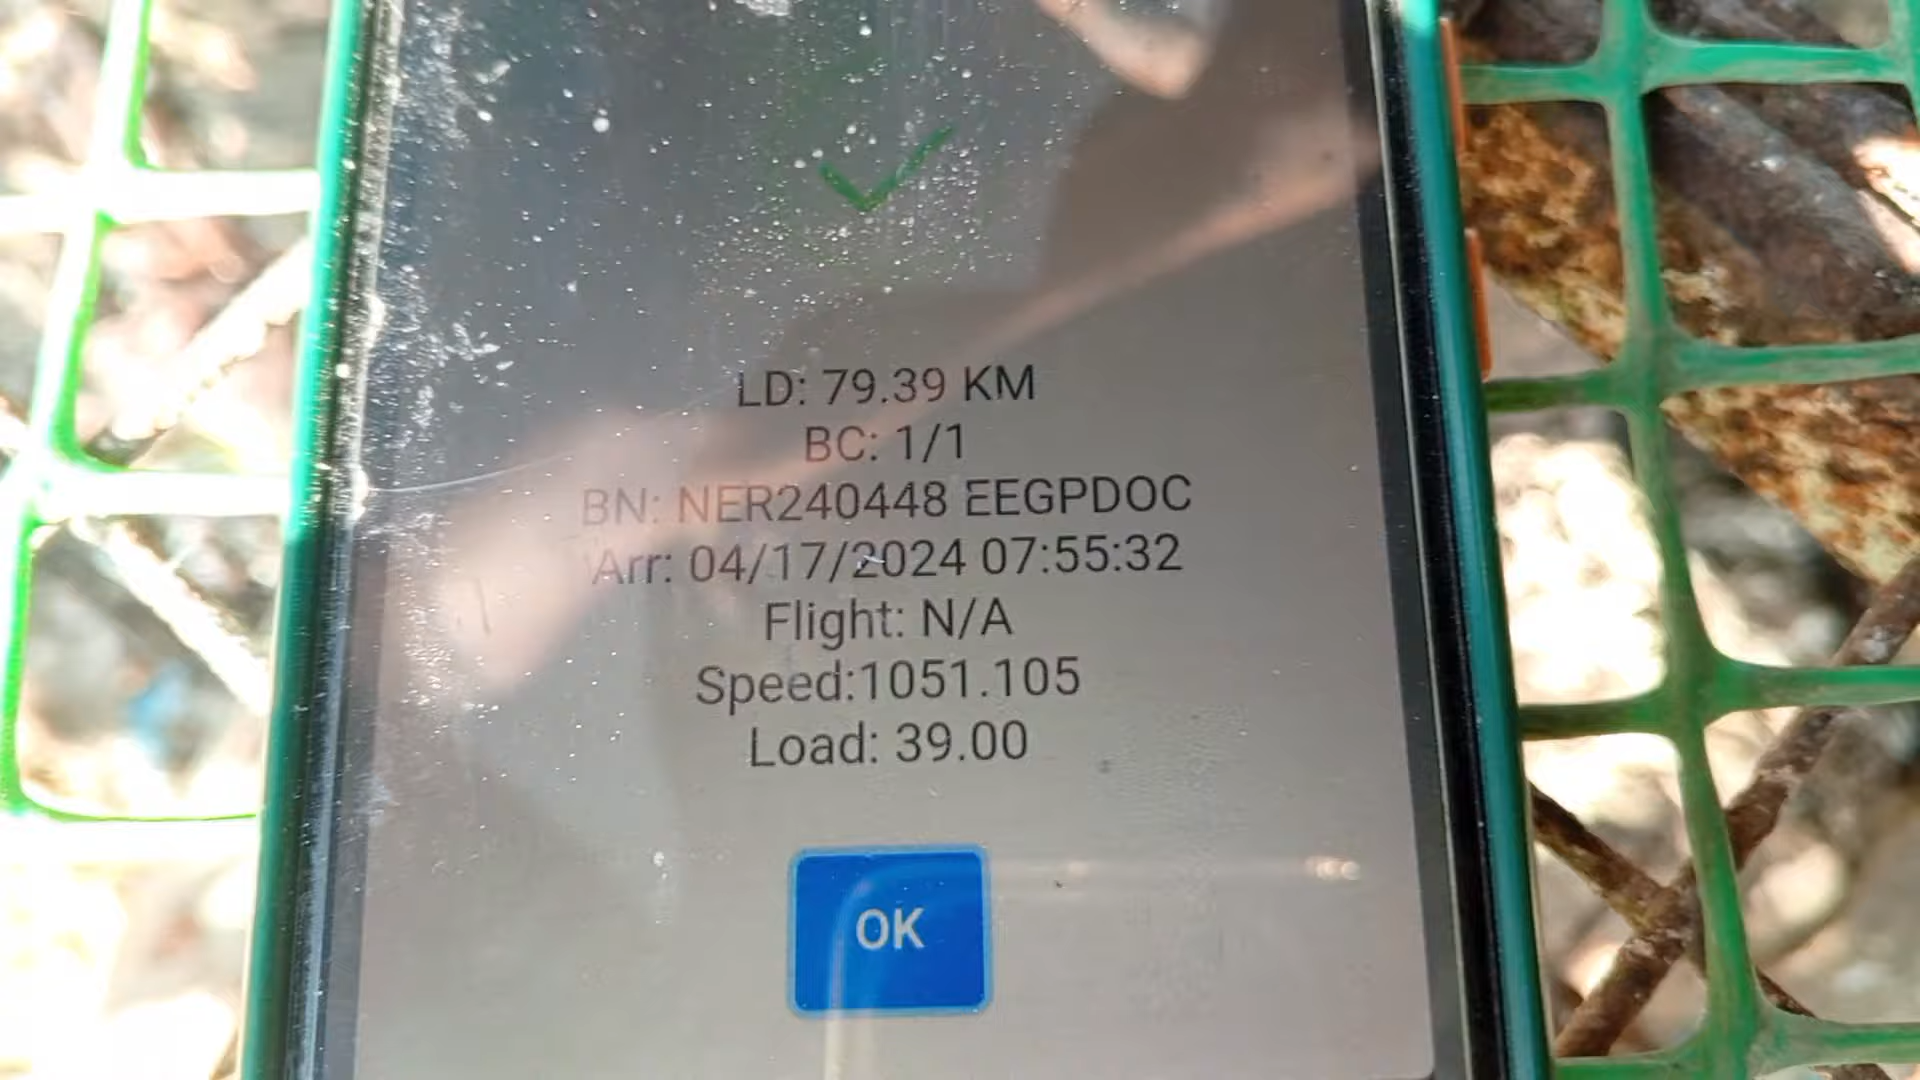 LD: 79.39 KM
BC: 1/1
BN: NER240448 EEGPDOC
Arr: 04/17/2024 07:55:32
Flight: N/A
Speed:1051.105
Load: 39.00
OK